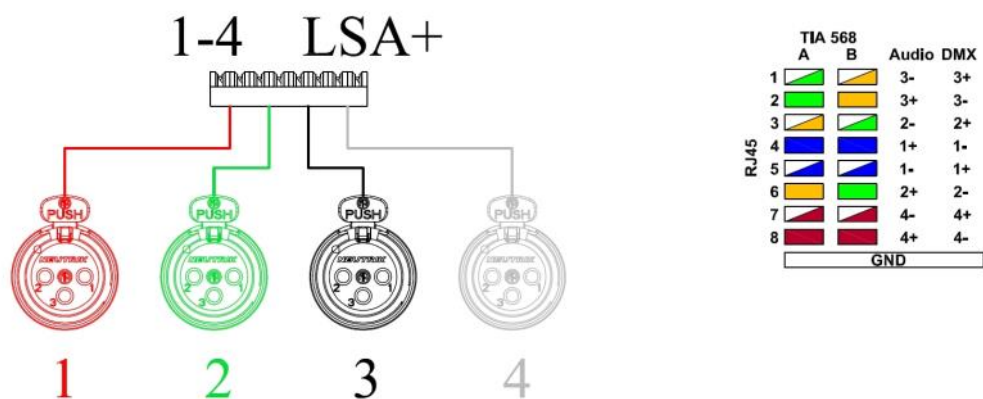 1-4 LSA+
PUSH PUSH PUSH PUSH
NEUTRIK NEUTRIK NEUTRIK NEUTRIK
2 1 2 1 2 1 2 1
3 3 3 3
1 2 3 4
TIA 568
A B Audio DMX
RJ45
1 3- 3+
2 3+ 3-
3 2- 2+
4 1+ 1-
5 1- 1+
6 2+ 2-
7 4- 4+
8 4+ 4-
GND